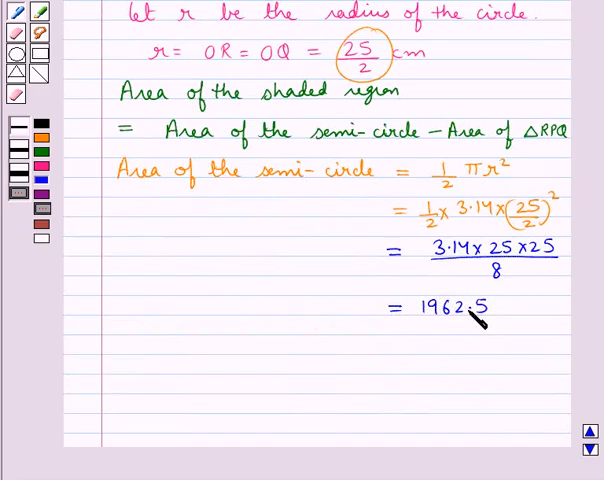 Let r be the radius of the circle.
r = OR = OQ = 25/2 cm
Area of the shaded region
= Area of the semi-circle - Area of △RPQ
Area of the semi-circle = 1/2 πr²
= 1/2 × 3.14 × (25/2)²
= 3.14 × 25 × 25 / 8
= 1962.5